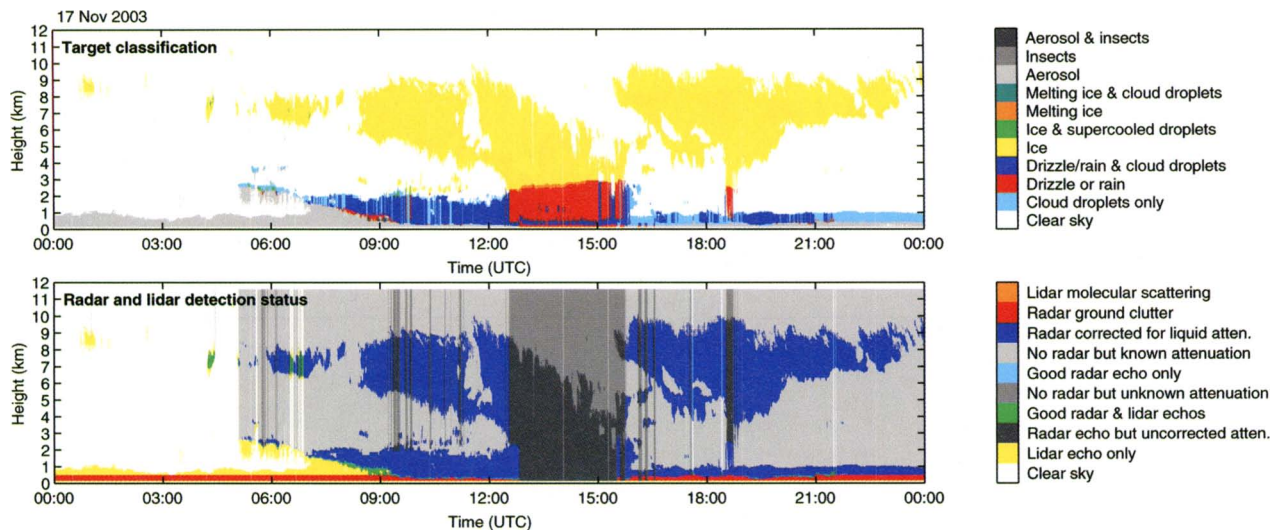 17 Nov 2003
Target classification
Height (km)
12
11
10
9
8
7
6
5
4
3
2
1
0
00:00 03:00 06:00 09:00 12:00 15:00 18:00 21:00 00:00
Time (UTC)
Aerosol & insects
Insects
Aerosol
Melting ice & cloud droplets
Melting ice
Ice & supercooled droplets
Ice
Drizzle/rain & cloud droplets
Drizzle or rain
Cloud droplets only
Clear sky
Radar and lidar detection status
Height (km)
12
11
10
9
8
7
6
5
4
3
2
1
0
00:00 03:00 06:00 09:00 12:00 15:00 18:00 21:00 00:00
Time (UTC)
Lidar molecular scattering
Radar ground clutter
Radar corrected for liquid atten.
No radar but known attenuation
Good radar echo only
No radar but unknown attenuation
Good radar & lidar echos
Radar echo but uncorrected atten.
Lidar echo only
Clear sky